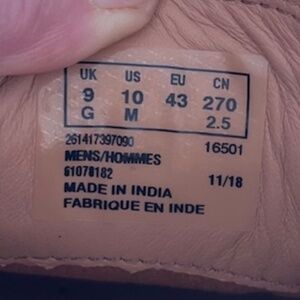 UK US EU CN
9 10 43 270
G M 2.5
261417397090 16501
MENS/HOMMES
61078182 11/18
MADE IN INDIA
FABRIQUE EN INDE